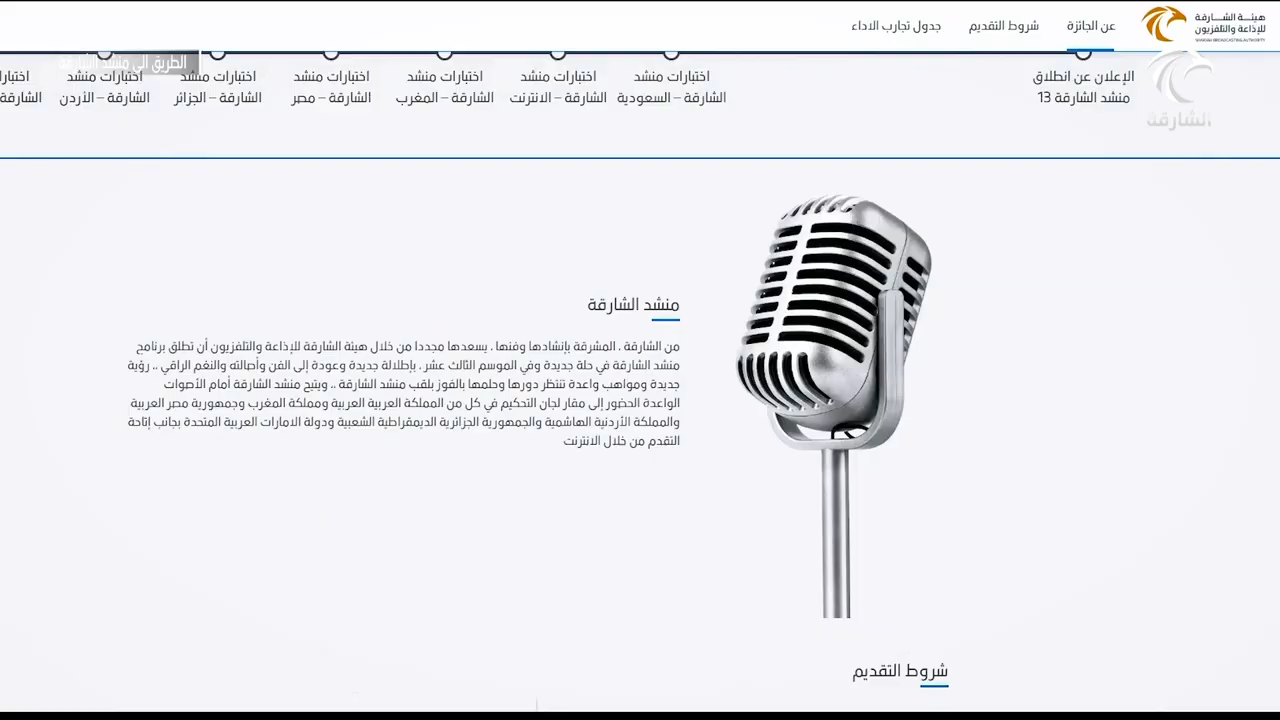 هيئة الشارقة
للإذاعة والتلفزيون
SHARJAH BROADCASTING AUTHORITY
عن الجائزة
شروط التقديم
جدول تجارب الاداء
الطريق الى منشد الشارقة
الإعلان عن انطلاق
منشد الشارقة 13
اختبارات منشد
الشارقة – السعودية
اختبارات منشد
الشارقة – الانترنت
اختبارات منشد
الشارقة – المغرب
اختبارات منشد
الشارقة – مصر
اختبارات منشد
الشارقة – الجزائر
اختبارات منشد
الشارقة – الأردن
الشارقة
منشد الشارقة
من الشارقة . المشرقة بإنشادها وفنها . يسعدها مجددا من خلال هيئة الشارقة للإذاعة والتلفزيون أن تطلق برنامج
منشد الشارقة في حلة جديدة وفي الموسم الثالث عشر . بإطلالة جديدة وعودة إلى الفن وأصالته والنغم الراقي .. رؤية
جديدة ومواهب واعدة تنتظر دورها وحلمها بالفوز بلقب منشد الشارقة .. ويتيح منشد الشارقة أمام الأصوات
الواعدة الحضور إلى مقار لجان التحكيم في كل من المملكة العربية العربية ومملكة المغرب وجمهورية مصر العربية
والمملكة الأردنية الهاشمية والجمهورية الجزائرية الديمقراطية الشعبية ودولة الامارات العربية المتحدة بجانب إتاحة
التقدم من خلال الانترنت
شروط التقديم